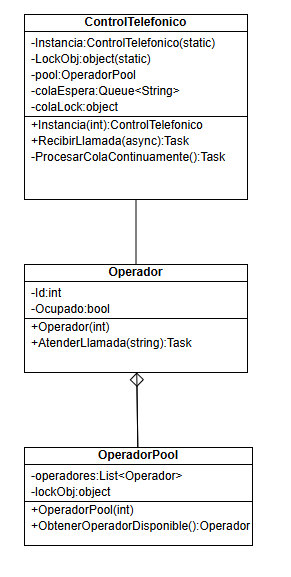 ControlTelefonico
-Instancia:ControlTelefonico(static)
-LockObj:object(static)
-pool:OperadorPool
-colaEspera:Queue<String>
-colaLock:object
+Instancia(int):ControlTelefonico
+RecibirLlamada(async):Task
-ProcesarColaContinuamente():Task
Operador
-Id:int
-Ocupado:bool
+Operador(int)
+AtenderLlamada(string):Task
OperadorPool
-operadores:List<Operador>
-lockObj:object
+OperadorPool(int)
+ObtenerOperadorDisponible():Operador